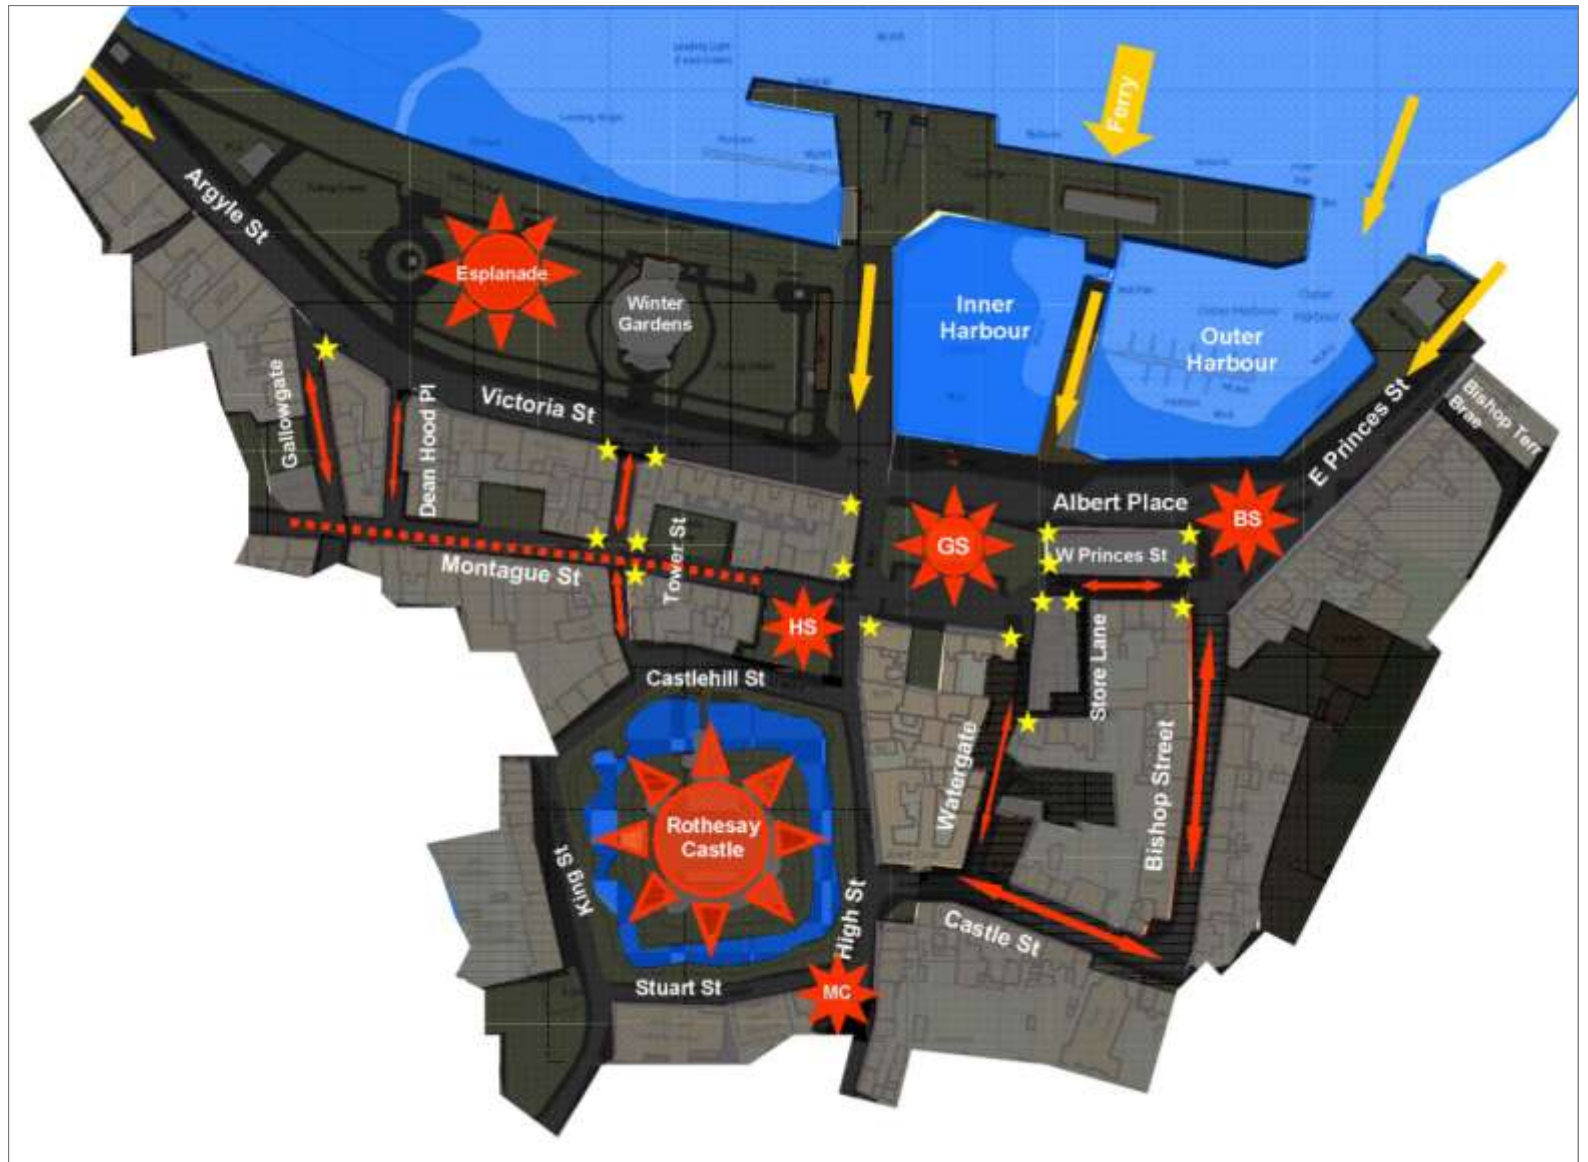 Ferry
Argyle St
Esplanade
Winter
Gardens
Inner
Harbour
Outer
Harbour
Bishop Terr
Brae
E Princes St
Victoria St
Gallowgate
Dean Hood Pl
Albert Place
BS
GS
W Princes St
Tower St
Montague St
HS
Store Lane
Castlehill St
Watergate
Bishop Street
Rothesay
Castle
King St
High St
Castle St
Stuart St
MC